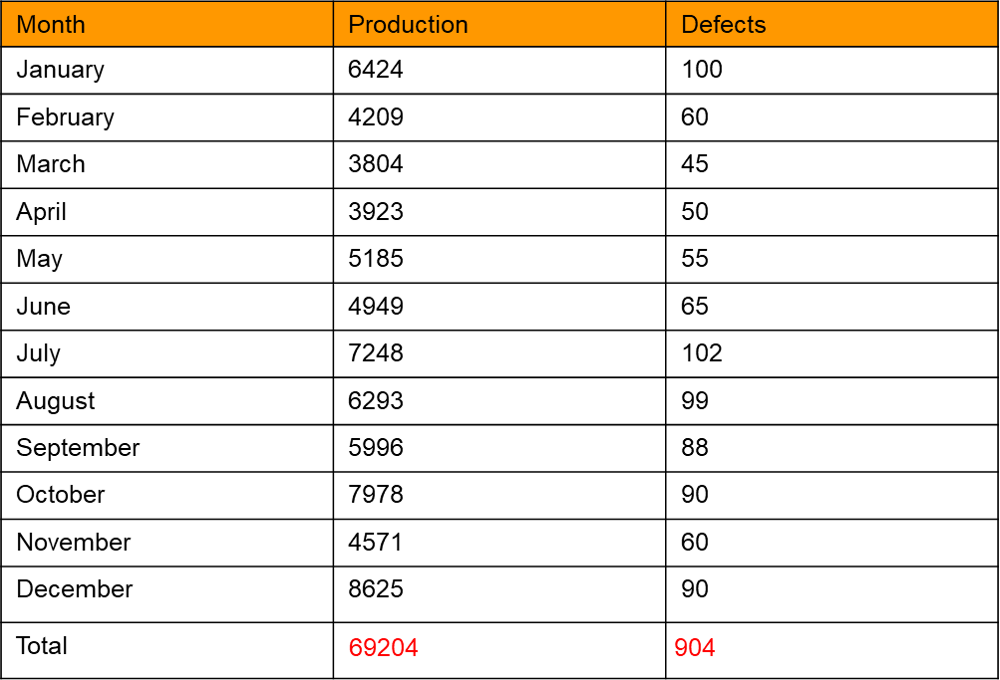 Month Production Defects
January 6424 100
February 4209 60
March 3804 45
April 3923 50
May 5185 55
June 4949 65
July 7248 102
August 6293 99
September 5996 88
October 7978 90
November 4571 60
December 8625 90
Total 69204 904